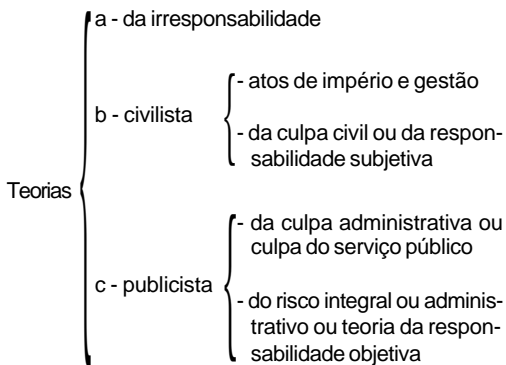 a - da irresponsabilidade
- atos de império e gestão
b - civilista
- da culpa civil ou da respon-
sabilidade subjetiva
Teorias
- da culpa administrativa ou
culpa do serviço público
c - publicista
- do risco integral ou adminis-
trativo ou teoria da respon-
sabilidade objetiva